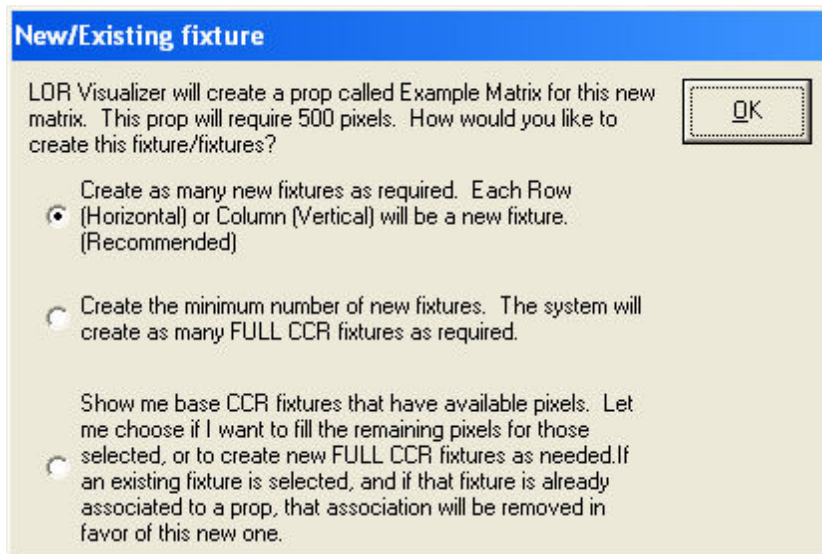 New/Existing fixture
LOR Visualizer will create a prop called Example Matrix for this new
matrix.  This prop will require 500 pixels.  How would you like to
create this fixture/fixtures?
OK
Create as many new fixtures as required.  Each Row
(Horizontal) or Column (Vertical) will be a new fixture.
(Recommended)
Create the minimum number of new fixtures.  The system will
create as many FULL CCR fixtures as required.
Show me base CCR fixtures that have available pixels.  Let
me choose if I want to fill the remaining pixels for those
selected, or to create new FULL CCR fixtures as needed.If
an existing fixture is selected, and if that fixture is already
associated to a prop, that association will be removed in
favor of this new one.